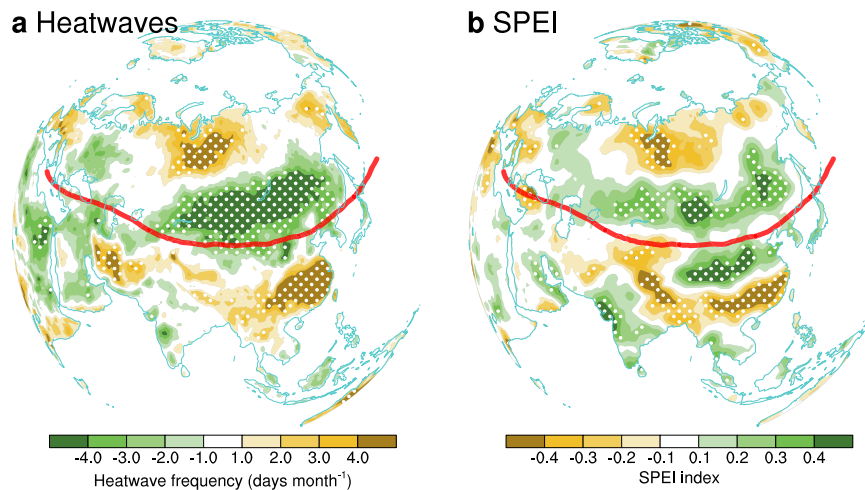 a Heatwaves
b SPEI
-4.0 -3.0 -2.0 -1.0 1.0 2.0 3.0 4.0
Heatwave frequency (days month⁻¹)
-0.4 -0.3 -0.2 -0.1 0.1 0.2 0.3 0.4
SPEI index